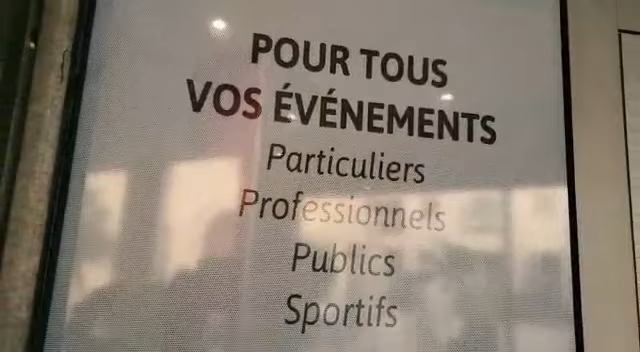 POUR TOUS
VOS ÉVÉNEMENTS
Particuliers
Professionnels
Publics
Sportifs